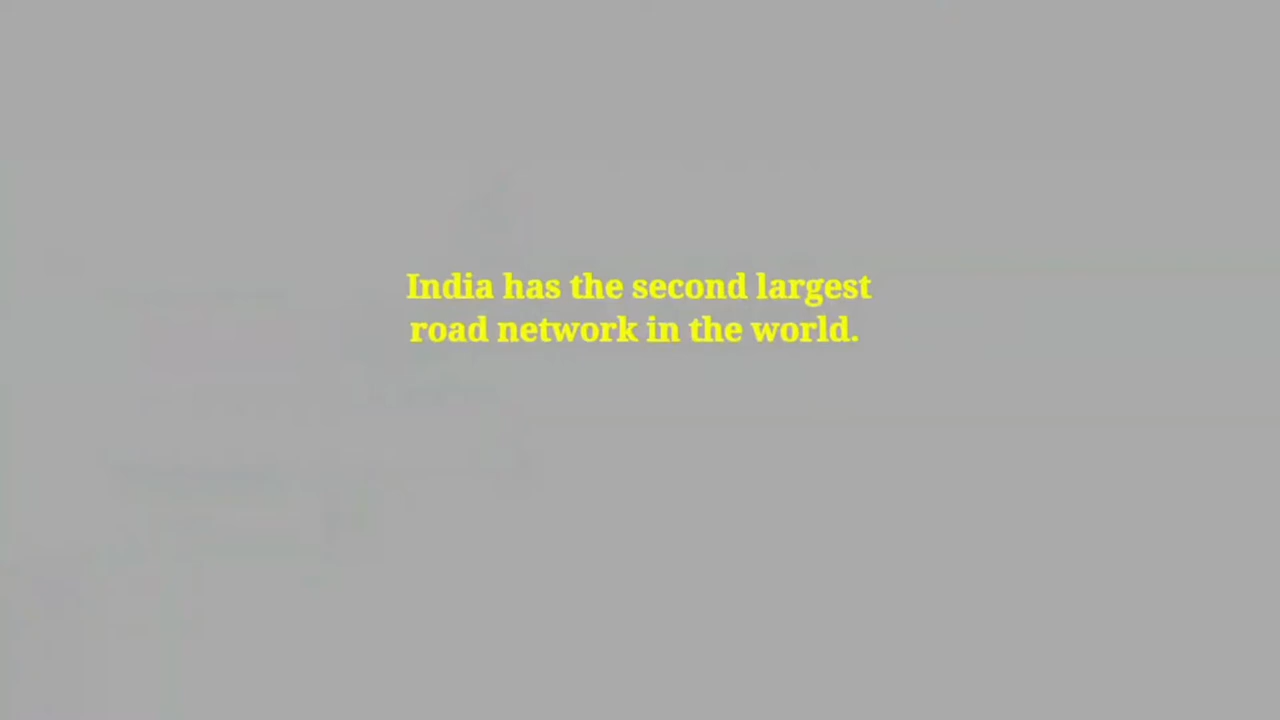 India has the second largest
road network in the world.